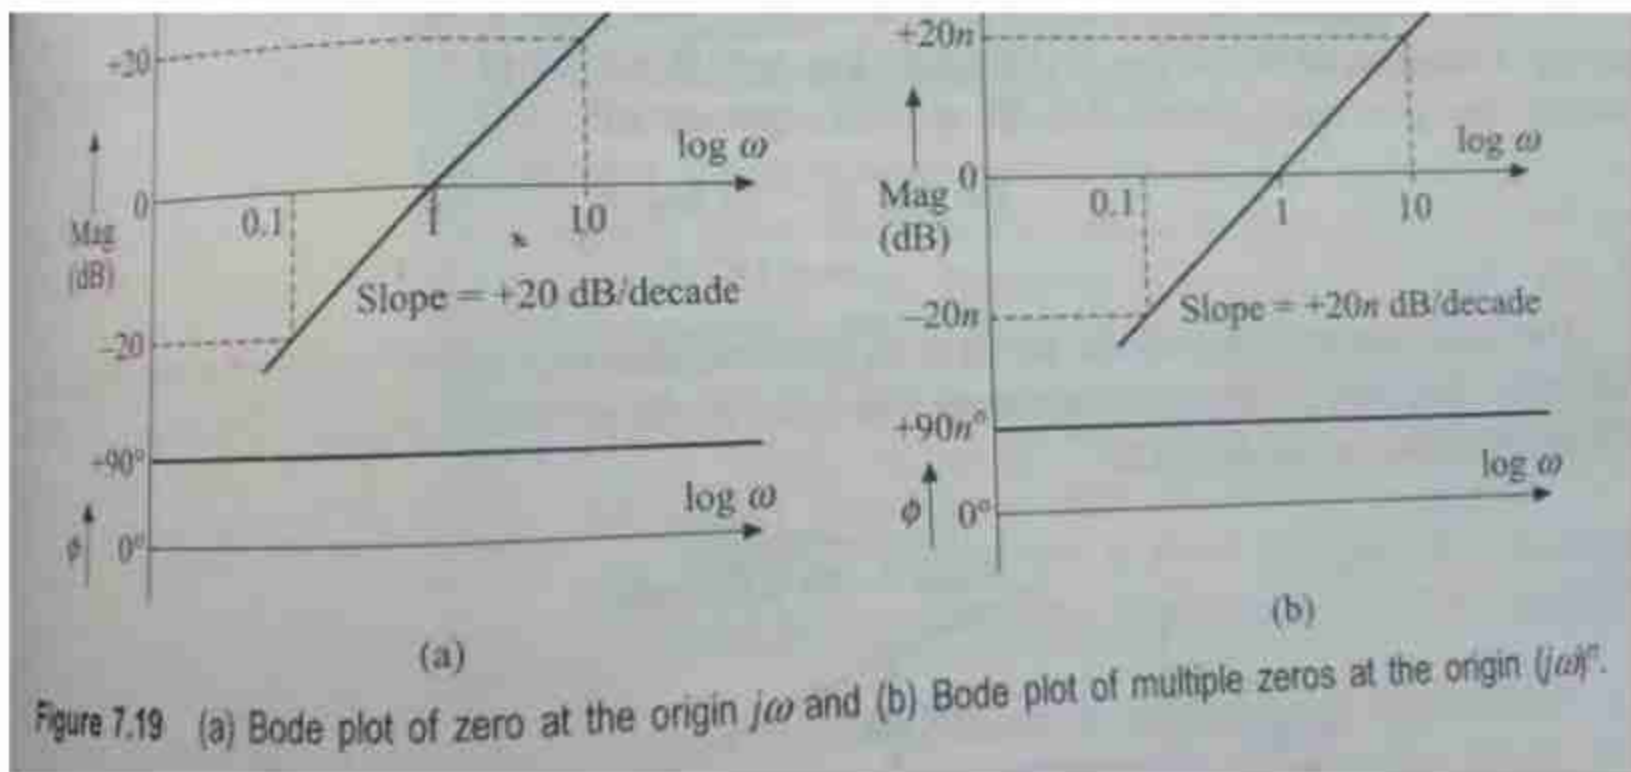 +20
log ω
0
0.1
1
10
Mag
(dB)
Slope = +20 dB/decade
–20
+90°
log ω
ϕ
0°
(a)
+20n
log ω
0
Mag
(dB)
0.1
1
10
–20n
Slope = +20n dB/decade
+90n°
log ω
ϕ
0°
(b)
Figure 7.19 (a) Bode plot of zero at the origin jω and (b) Bode plot of multiple zeros at the origin (jω)ⁿ.